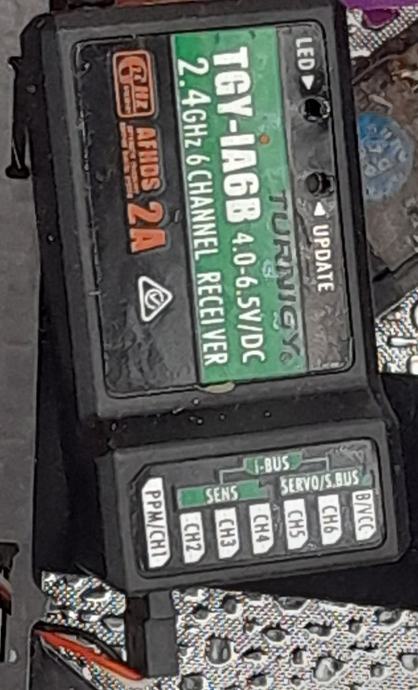 LED
UPDATE
TURNIGY
TGY-IA6B 4.0-6.5V/DC
2.4GHz 6 CHANNEL RECEIVER
AFHDS 2A
i-BUS
SENS
SERVO/S.BUS
PPM/CH1
CH2
CH3
CH4
CH5
CH6
B/VCC